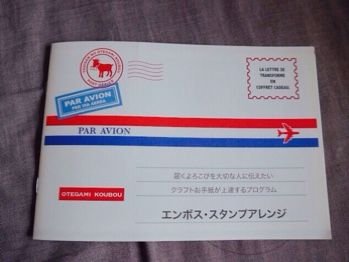 PAR AVION
PAR VIA AEREA
LA LETTRE SE
TRANSFORME
EN
COFFRET CADEAU
PAR AVION
届くよろこびを大切な人に伝えたい
クラフトお手紙が上達するプログラム
OTEGAMI KOUBOU
エンボス・スタンプアレンジ